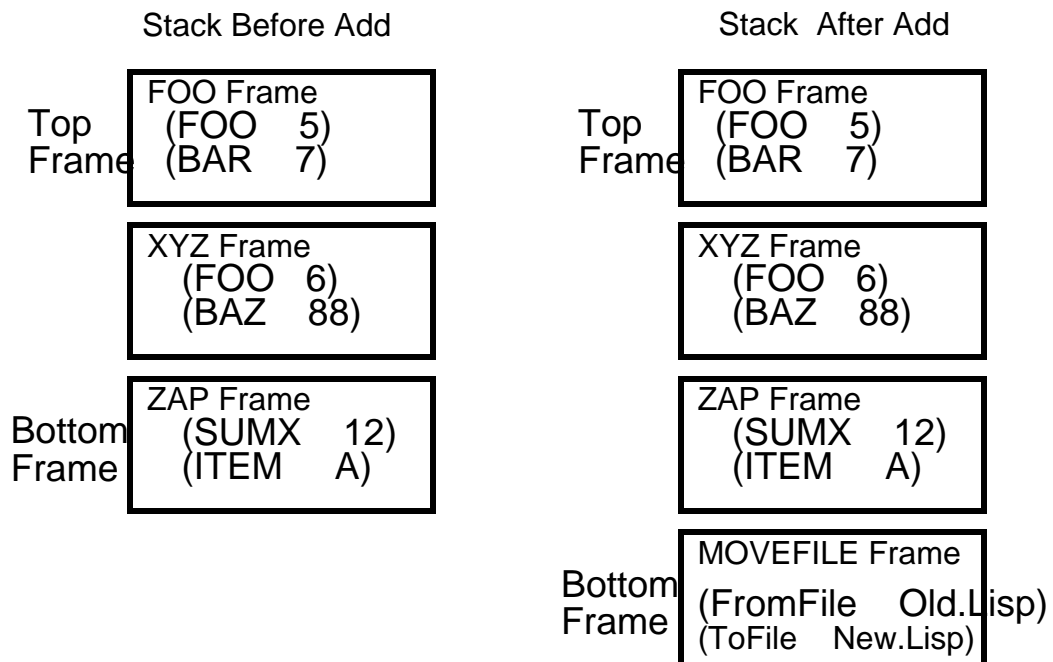 Stack Before Add
Top
Frame
FOO Frame
(FOO 5)
(BAR 7)
XYZ Frame
(FOO 6)
(BAZ 88)
Bottom
Frame
ZAP Frame
(SUMX 12)
(ITEM A)
Stack After Add
Top
Frame
FOO Frame
(FOO 5)
(BAR 7)
XYZ Frame
(FOO 6)
(BAZ 88)
ZAP Frame
(SUMX 12)
(ITEM A)
Bottom
Frame
MOVEFILE Frame
(FromFile Old.Lisp)
(ToFile New.Lisp)